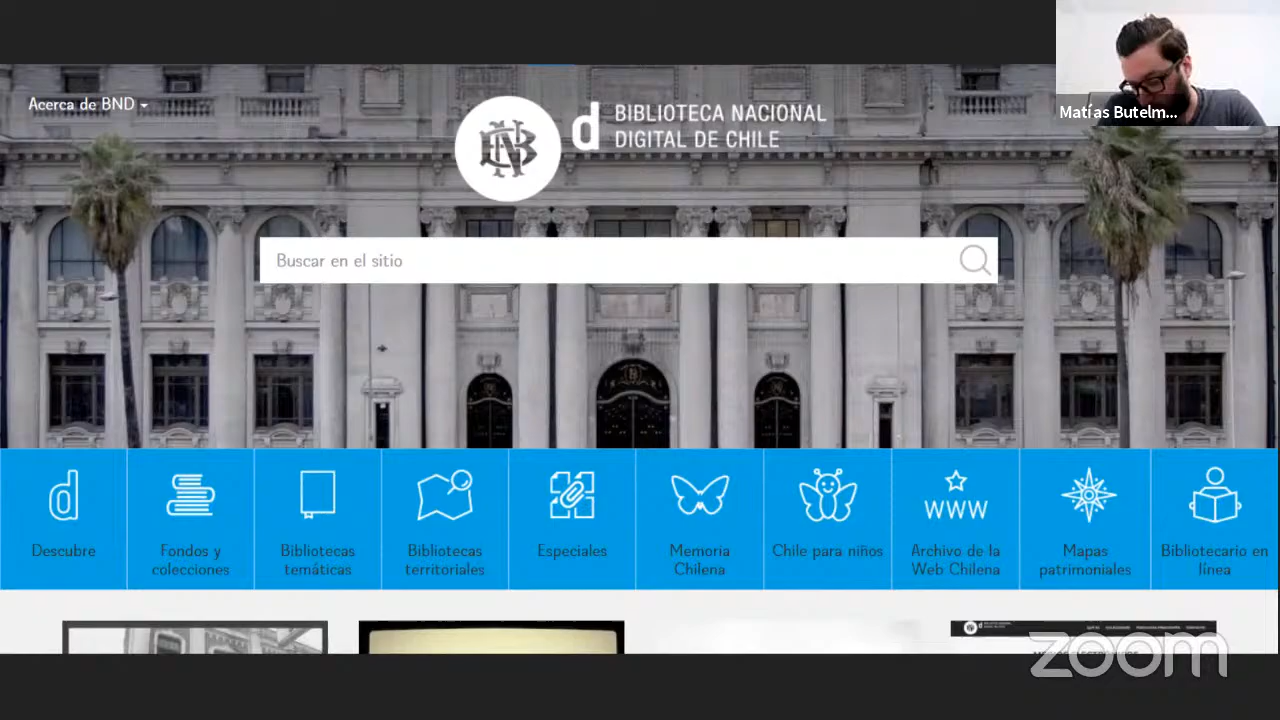 Acerca de BND
BIBLIOTECA NACIONAL
DIGITAL DE CHILE
d
Matías Butelm...
Buscar en el sitio
Descubre
Fondos y
colecciones
Bibliotecas
temáticas
Bibliotecas
territoriales
Especiales
Memoria
Chilena
Chile para niños
WWW
Archivo de la
Web Chilena
Mapas
patrimoniales
Bibliotecario en
línea
zoom